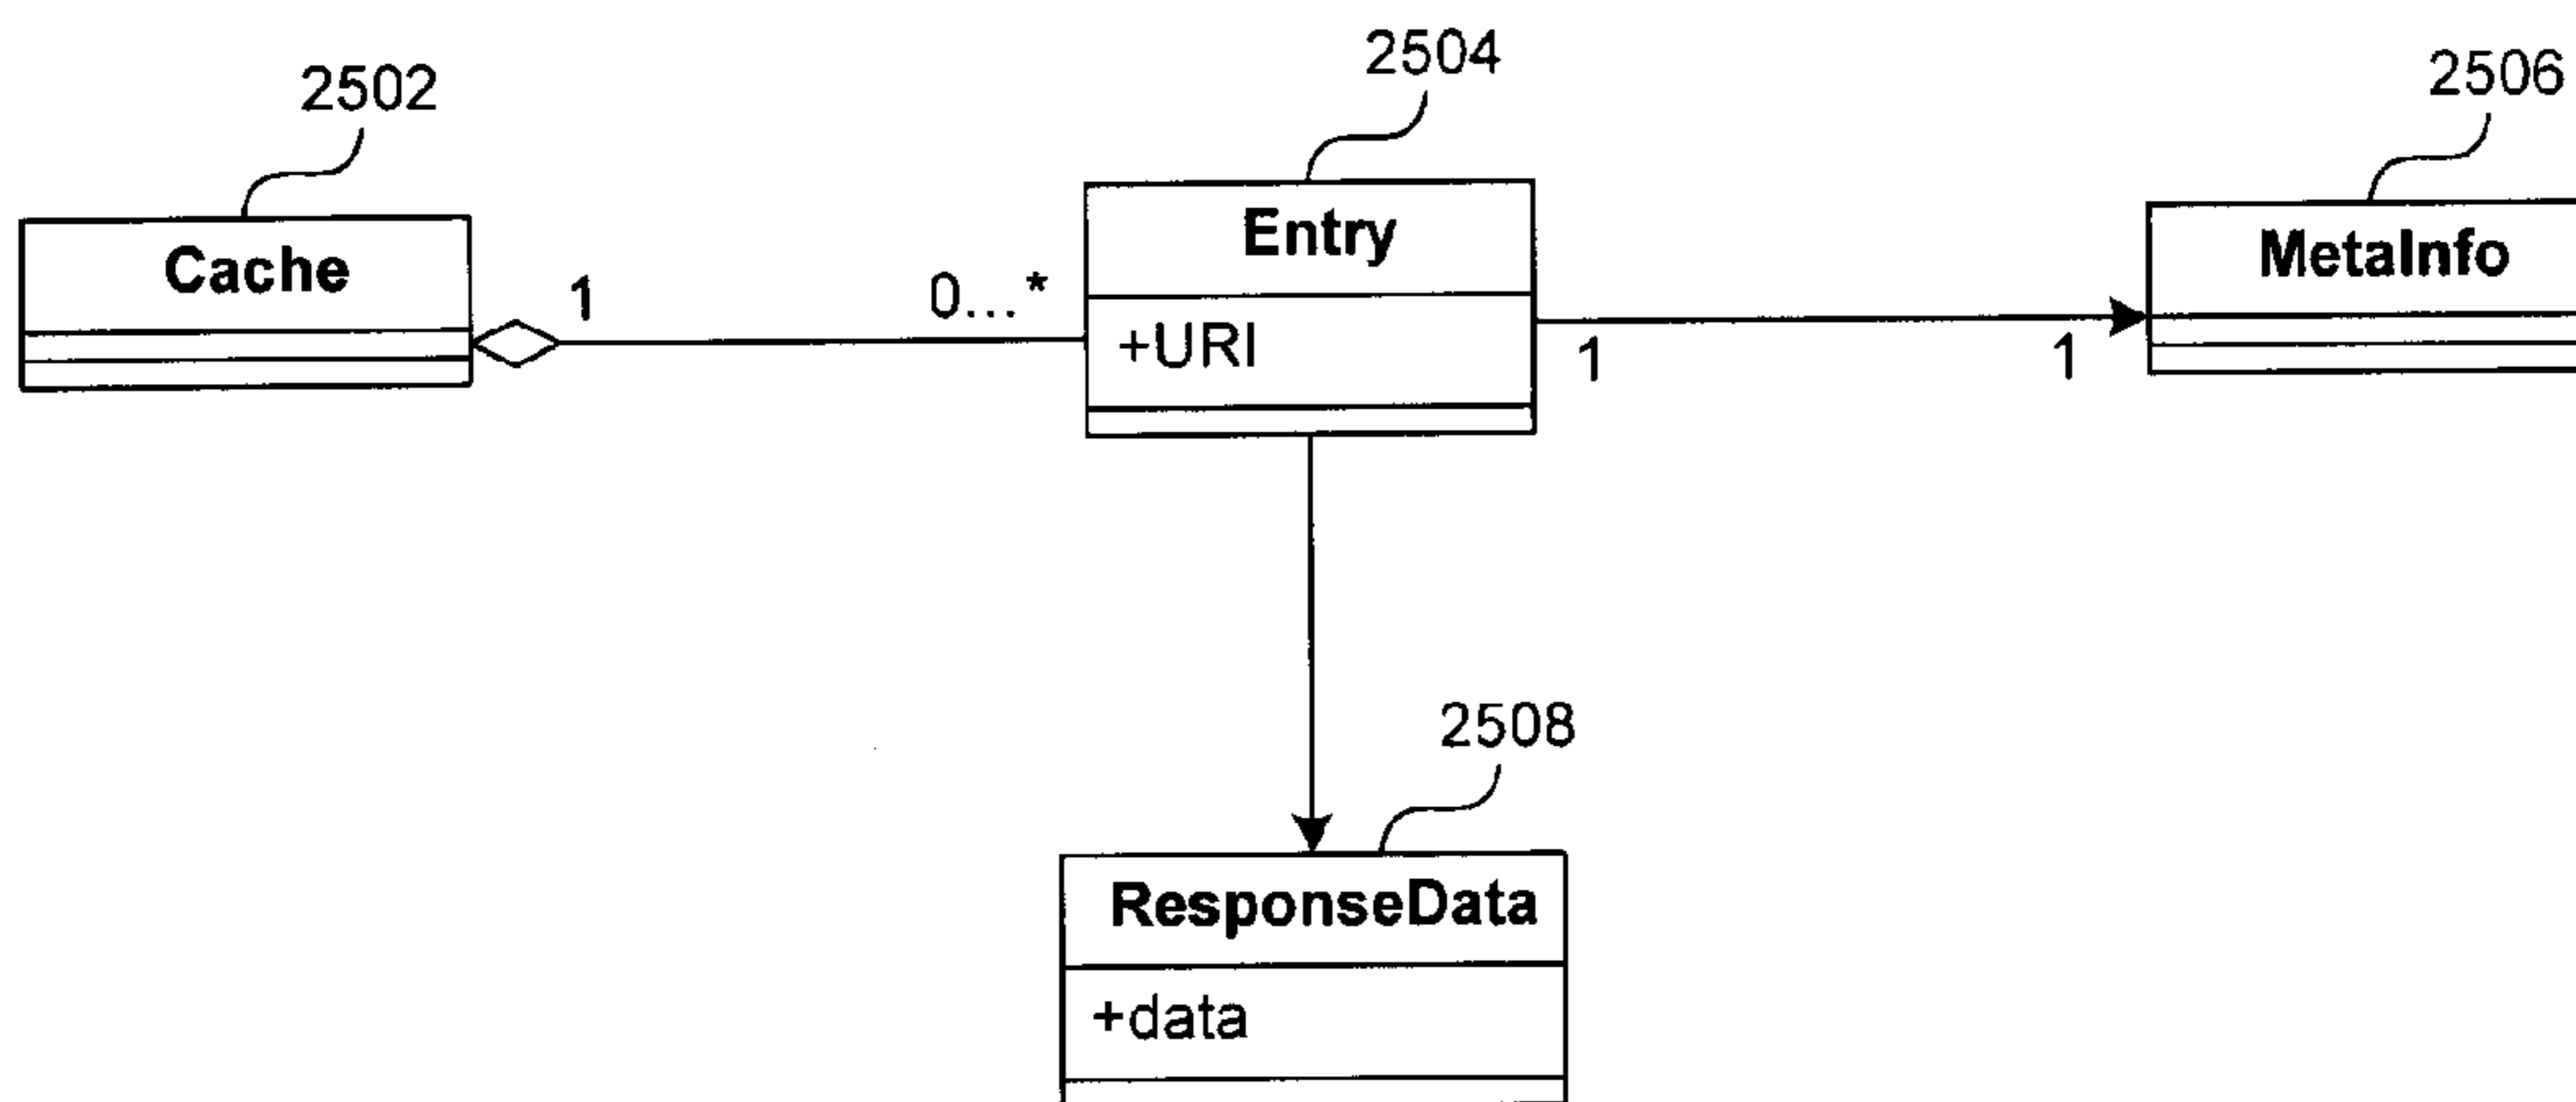 2504
2506
2502
Entry
MetaInfo
Cache
1
0...*
+URI
1
1
2508
ResponseData
+data